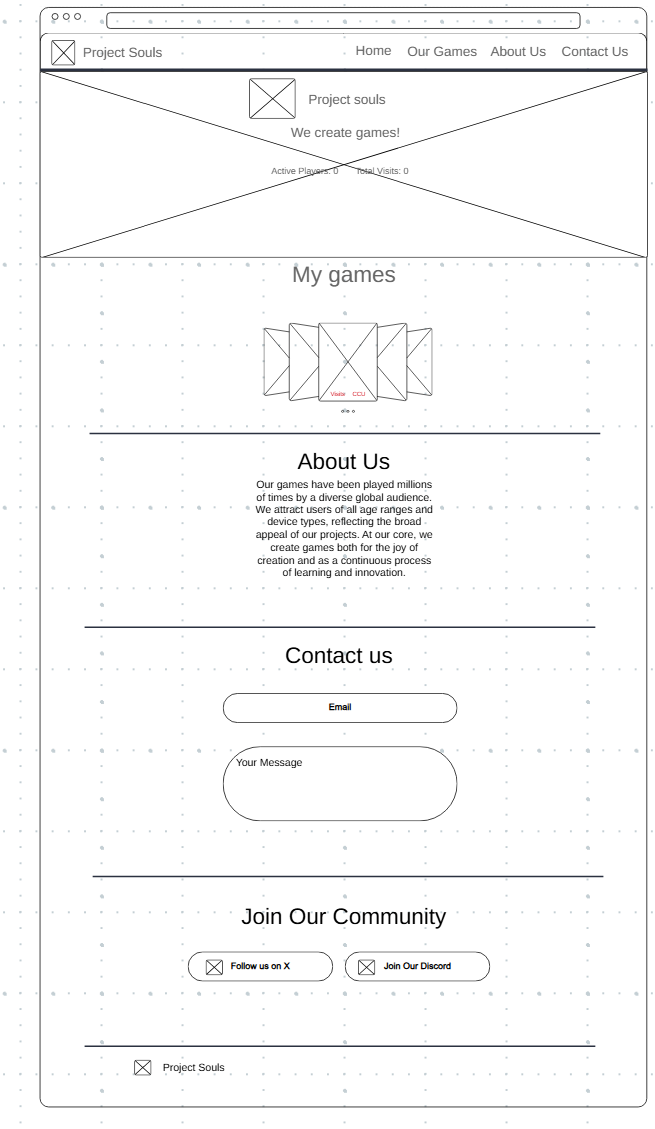 Project Souls
Home Our Games About Us Contact Us
Project souls
We create games!
Active Players: 0 Total Visits: 0
My games
Visite CCU
About Us
Our games have been played millions
of times by a diverse global audience.
We attract users of all age ranges and
device types, reflecting the broad
appeal of our projects. At our core, we
create games both for the joy of
creation and as a continuous process
of learning and innovation.
Contact us
Email
Your Message
Join Our Community
Follow us on X
Join Our Discord
Project Souls